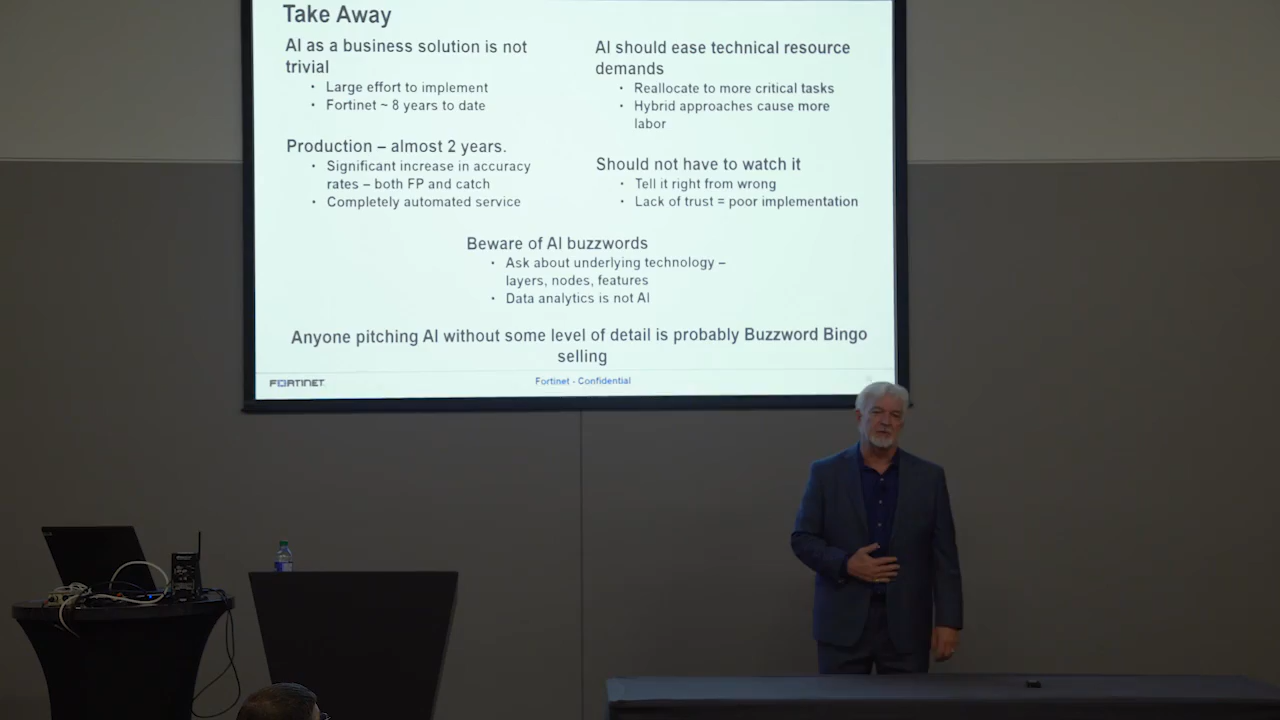 Take Away
AI as a business solution is not
trivial
· Large effort to implement
· Fortinet ~ 8 years to date
Production – almost 2 years.
· Significant increase in accuracy
rates – both FP and catch
· Completely automated service
AI should ease technical resource
demands
· Reallocate to more critical tasks
· Hybrid approaches cause more
labor
Should not have to watch it
· Tell it right from wrong
· Lack of trust = poor implementation
Beware of AI buzzwords
· Ask about underlying technology –
layers, nodes, features
· Data analytics is not AI
Anyone pitching AI without some level of detail is probably Buzzword Bingo
selling
FORTINET
Fortinet - Confidential